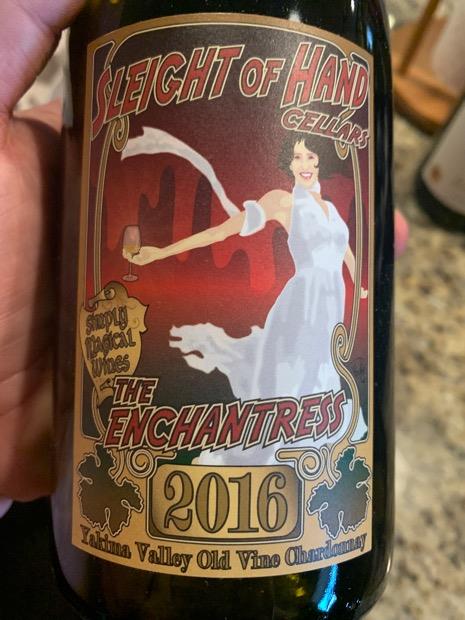 SLEIGHT OF HAND
CELLARS
Simply
Magical
Wines
THE
ENCHANTRESS
2016
Yakima Valley Old Vine Chardonnay